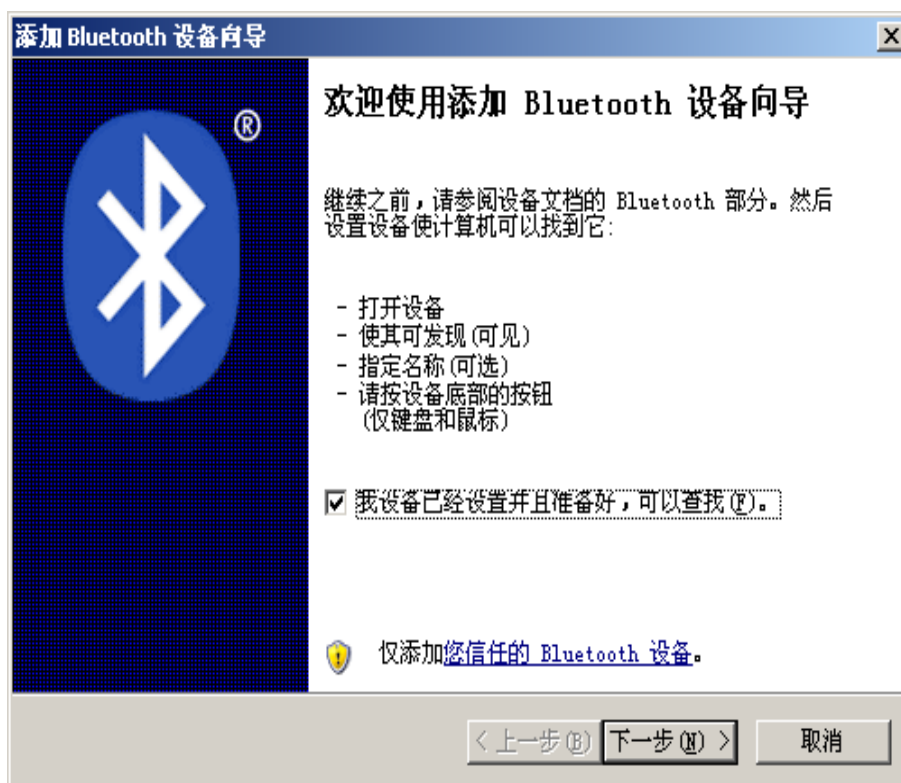 添加 Bluetooth 设备向导
®
欢迎使用添加 Bluetooth 设备向导
继续之前，请参阅设备文档的 Bluetooth 部分。然后
设置设备使计算机可以找到它:
- 打开设备
- 使其可发现(可见)
- 指定名称(可选)
- 请按设备底部的按钮
(仅键盘和鼠标)
我设备已经设置并且准备好，可以查找(F)。
仅添加您信任的 Bluetooth 设备。
< 上一步(B) 下一步(N) > 取消